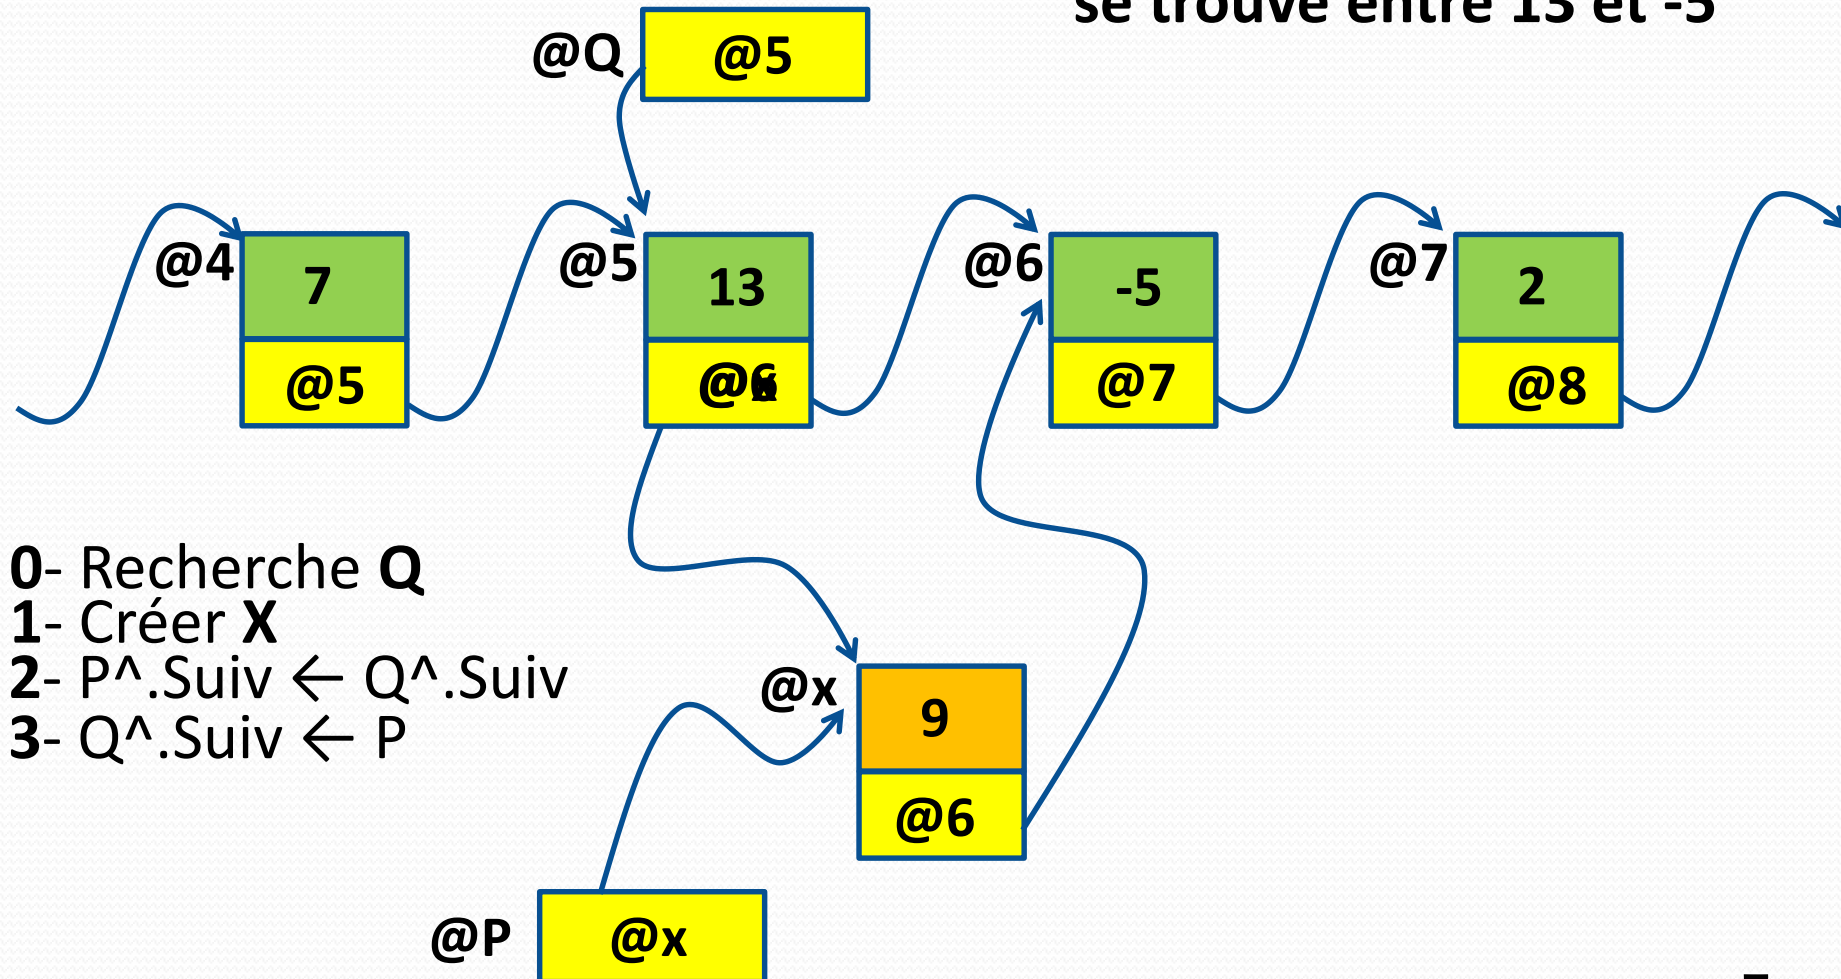 se trouve entre 13 et -5
@Q @5
@4 7 @5 13 @6 -5 @7 2
@5 @7 @8
0- Recherche Q
1- Créer X
2- P^.Suiv ← Q^.Suiv
3- Q^.Suiv ← P
@x 9
@6
@P @x